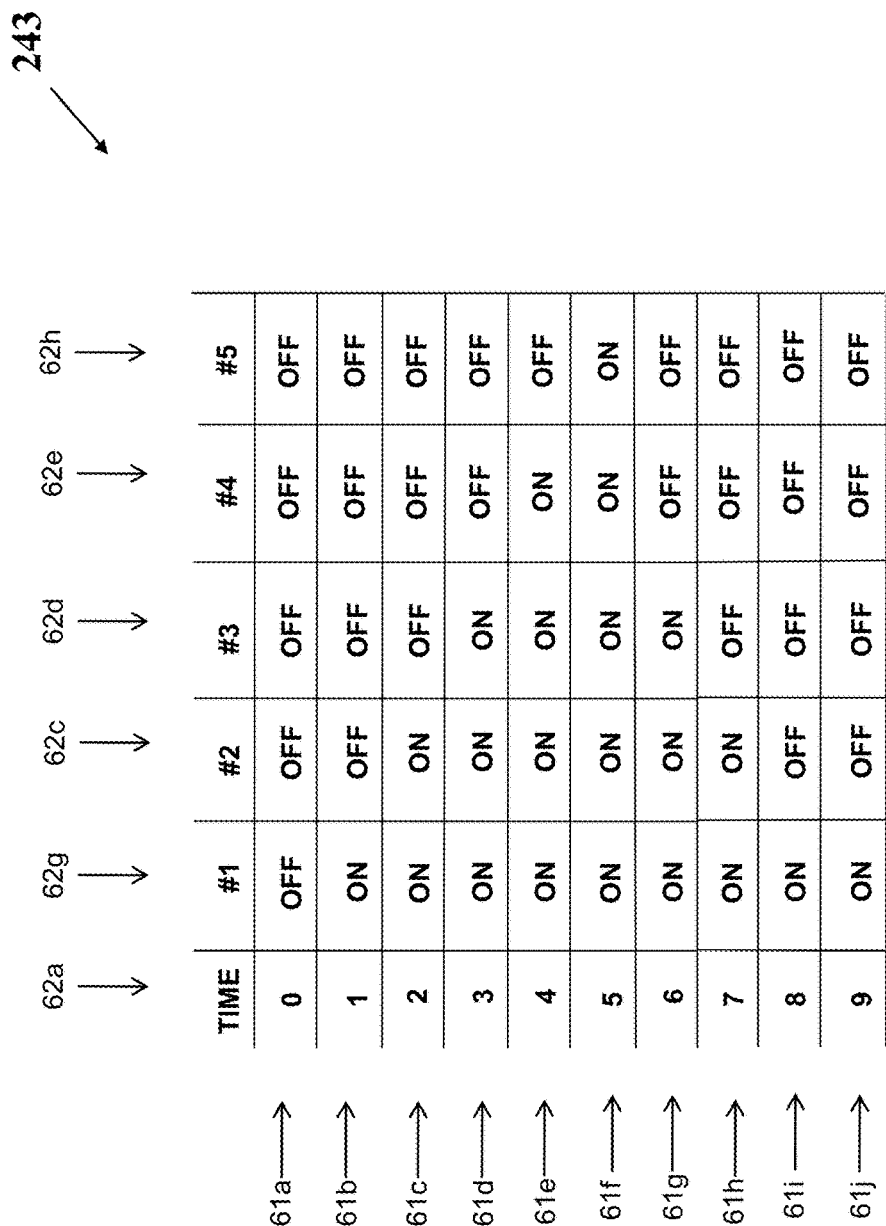 243
62a 62g 62c 62d 62e 62h
TIME #1 #2 #3 #4 #5
61a 0 OFF OFF OFF OFF OFF
61b 1 ON OFF OFF OFF OFF
61c 2 ON ON OFF OFF OFF
61d 3 ON ON ON OFF OFF
61e 4 ON ON ON ON OFF
61f 5 ON ON ON ON ON
61g 6 ON ON ON OFF OFF
61h 7 ON ON OFF OFF OFF
61i 8 ON OFF OFF OFF OFF
61j 9 ON OFF OFF OFF OFF